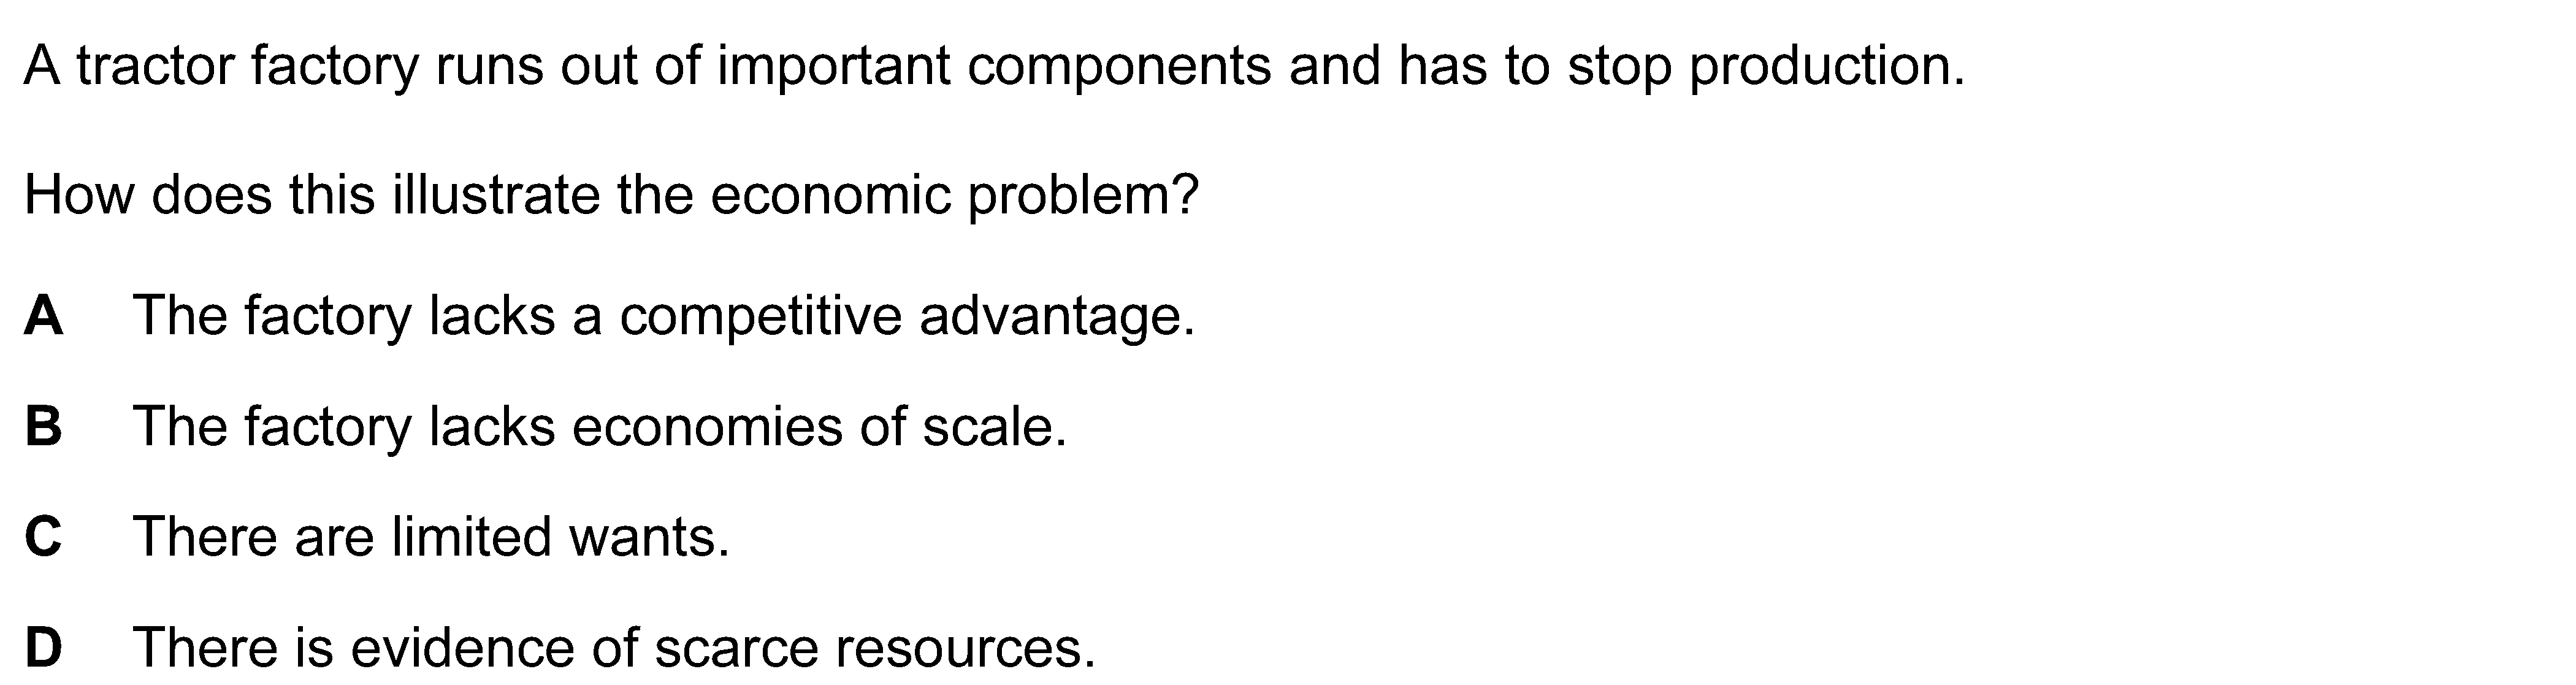 A tractor factory runs out of important components and has to stop production.
How does this illustrate the economic problem?
A The factory lacks a competitive advantage.
B The factory lacks economies of scale.
C There are limited wants.
D There is evidence of scarce resources.